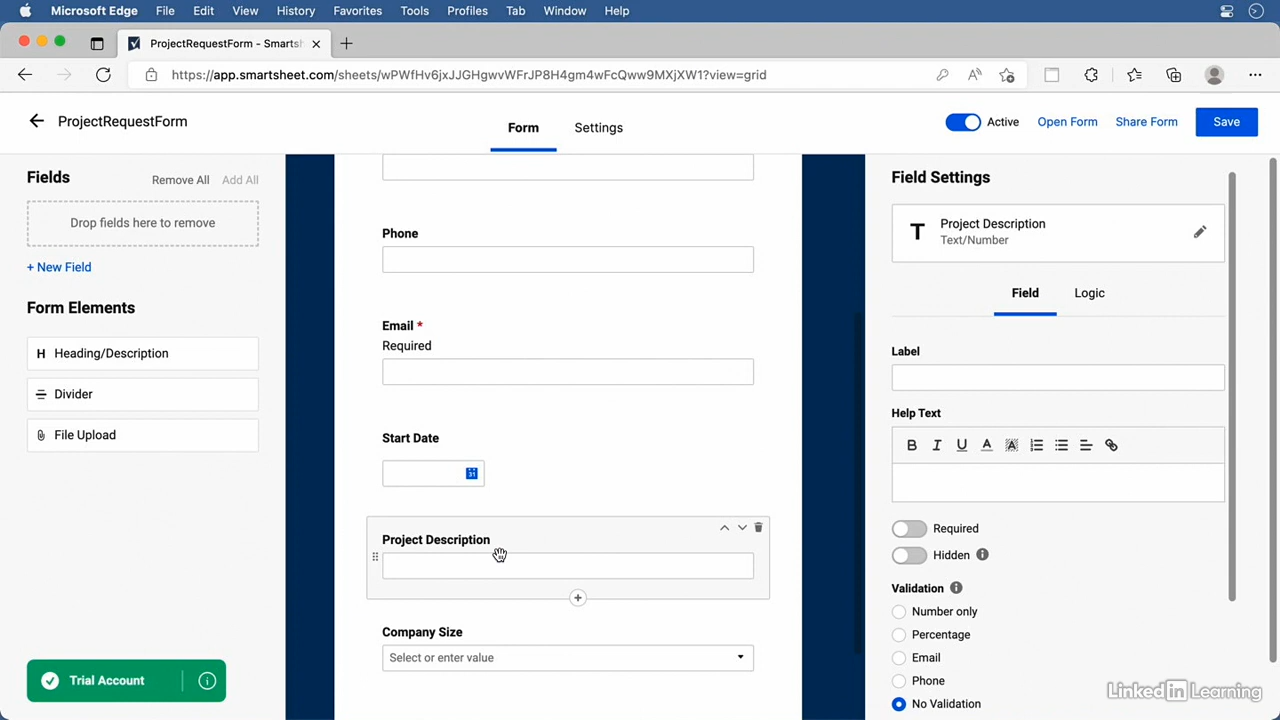 Microsoft Edge File Edit View History Favorites Tools Profiles Tab Window Help
ProjectRequestForm - Smartsh
https://app.smartsheet.com/sheets/wPWfHv6jxJJGHgwvWFrJP8H4gm4wFcQww9MXjXW1?view=grid
ProjectRequestForm
Form
Settings
Active
Open Form
Share Form
Save
Fields
Remove All
Add All
Drop fields here to remove
+ New Field
Form Elements
H Heading/Description
Divider
File Upload
Trial Account
Phone
Email *
Required
Start Date
31
Project Description
Company Size
Select or enter value
Field Settings
T
Project Description
Text/Number
Field
Logic
Label
Help Text
B I U A A
Required
Hidden
Validation
Number only
Percentage
Email
Phone
No Validation
LinkedIn Learning